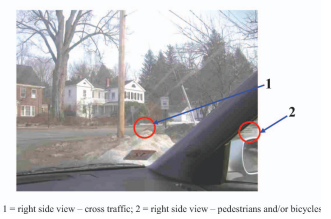 1
2
1 = right side view – cross traffic; 2 = right side view – pedestrians and/or bicycles